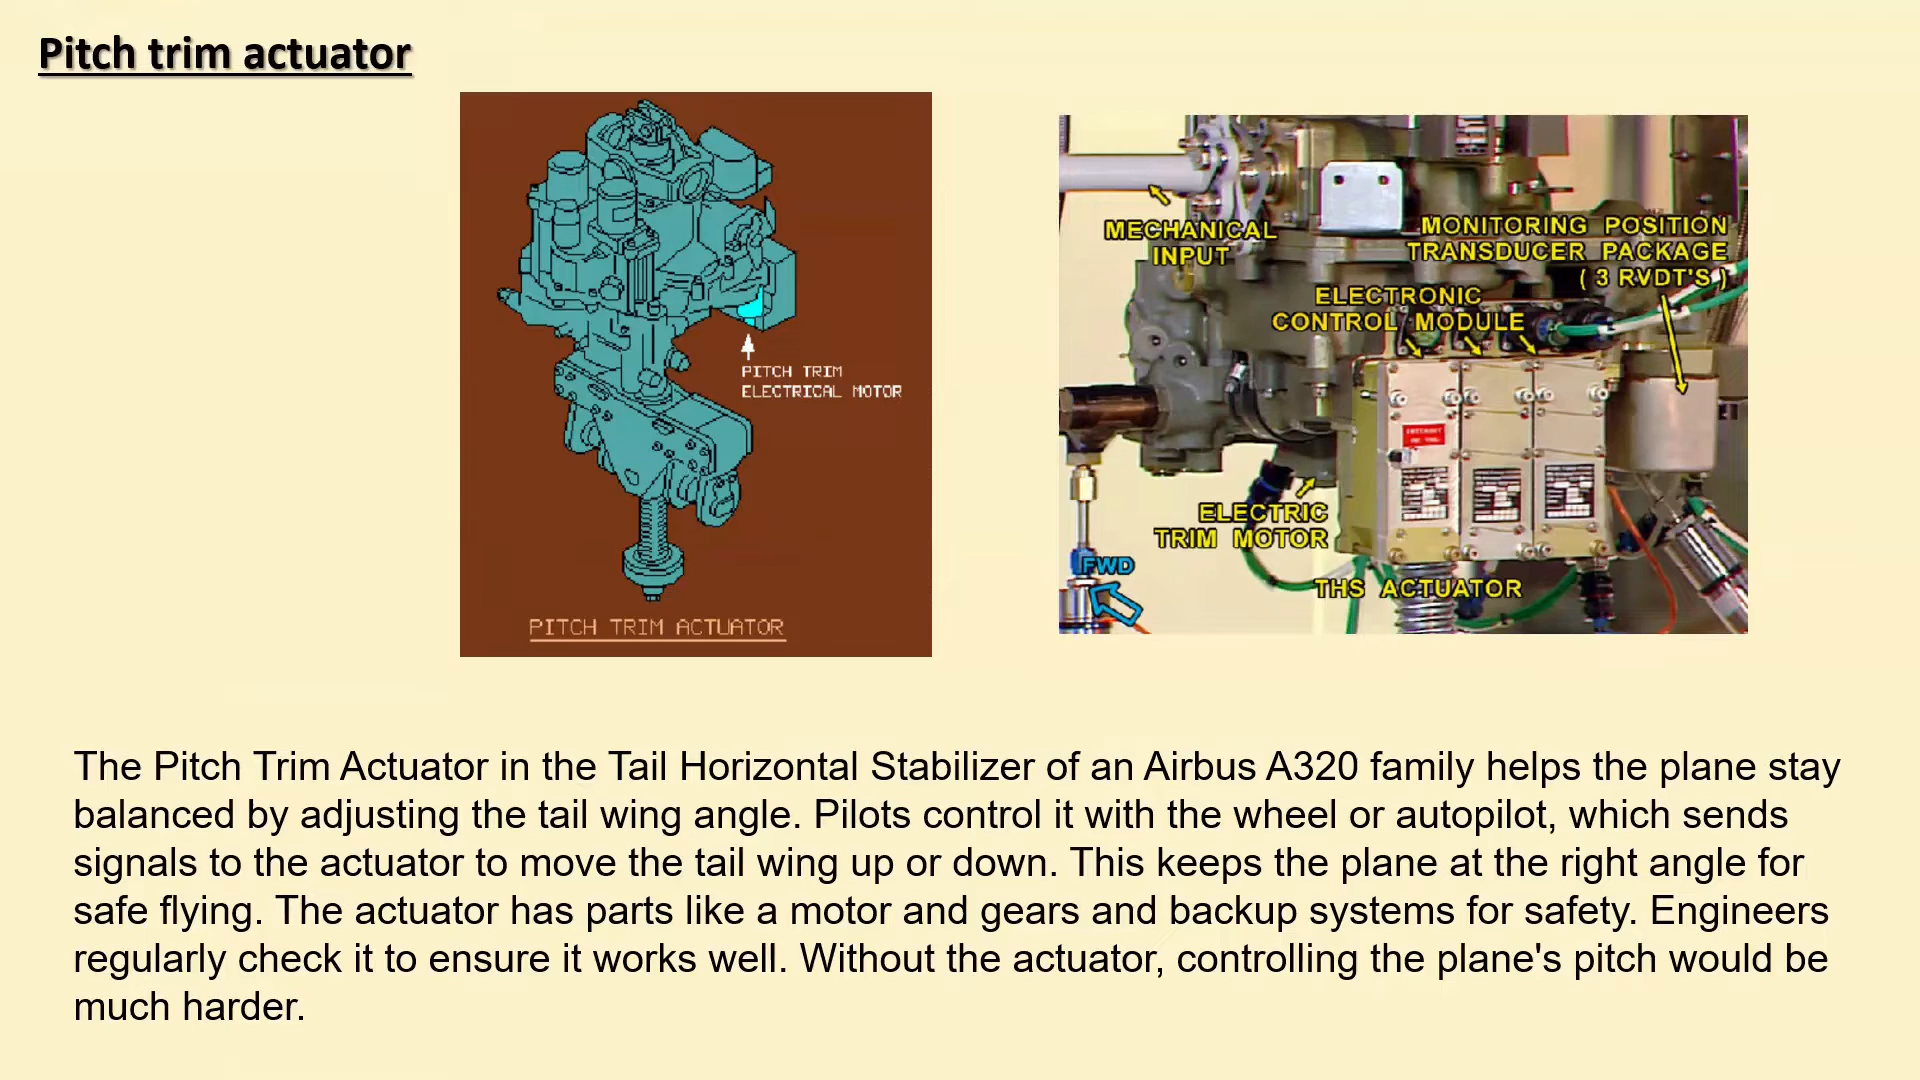 Pitch trim actuator
PITCH TRIM
ELECTRICAL MOTOR
PITCH TRIM ACTUATOR
MECHANICAL
INPUT
MONITORING POSITION
TRANSDUCER PACKAGE
( 3 RVDT'S )
ELECTRONIC
CONTROL MODULE
ELECTRIC
TRIM MOTOR
FWD
THS ACTUATOR
The Pitch Trim Actuator in the Tail Horizontal Stabilizer of an Airbus A320 family helps the plane stay
balanced by adjusting the tail wing angle. Pilots control it with the wheel or autopilot, which sends
signals to the actuator to move the tail wing up or down. This keeps the plane at the right angle for
safe flying. The actuator has parts like a motor and gears and backup systems for safety. Engineers
regularly check it to ensure it works well. Without the actuator, controlling the plane's pitch would be
much harder.